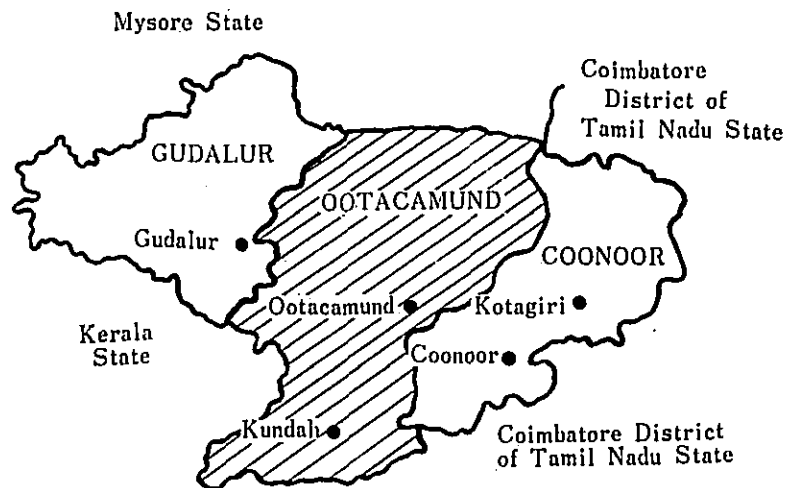 Mysore State
Coimbatore
District of
Tamil Nadu State
GUDALUR
OOTACAMUND
Gudalur
COONOOR
Ootacamund
Kotagiri
Kerala
State
Coonoor
Kundah
Coimbatore District
of Tamil Nadu State